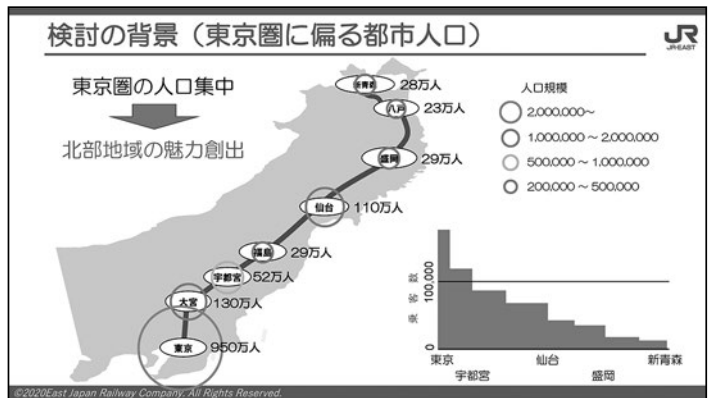 検討の背景（東京圏に偏る都市人口）
JR
JR-EAST
東京圏の人口集中
北部地域の魅力創出
新青森 28万人
八戸 23万人
盛岡 29万人
仙台 110万人
福島 29万人
宇都宮 52万人
大宮 130万人
東京 950万人
人口規模
2,000,000～
1,000,000～2,000,000
500,000～1,000,000
200,000～500,000
乗客数
100,000
0
東京 仙台 新青森
宇都宮 盛岡
©2020East Japan Railway Company. All Rights Reserved.